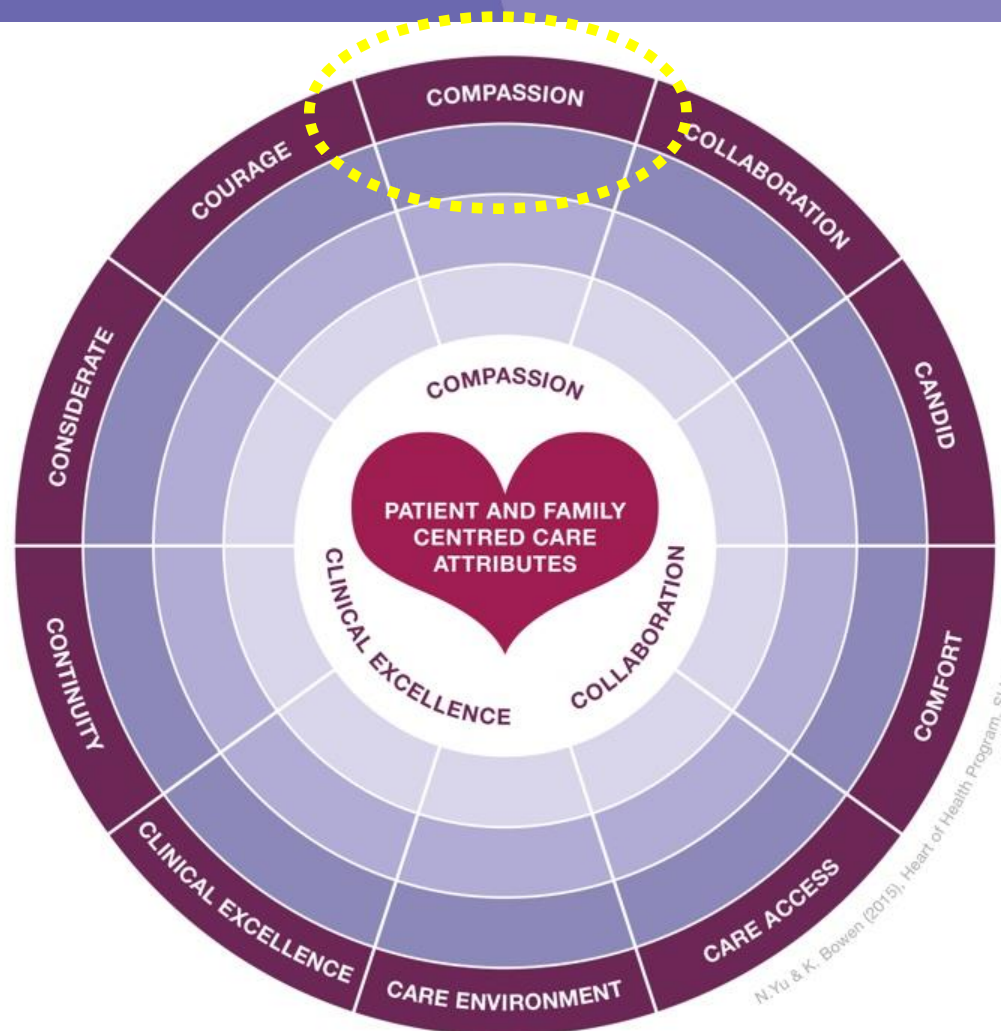 COMPASSION
COLLABORATION
CANDID
COMFORT
CARE ACCESS
CARE ENVIRONMENT
CLINICAL EXCELLENCE
CONTINUITY
CONSIDERATE
COURAGE
COMPASSION
COLLABORATION
CLINICAL EXCELLENCE
PATIENT AND FAMILY
CENTRED CARE
ATTRIBUTES
N.Yu & K. Bowen (2015), Heart of Health Program,